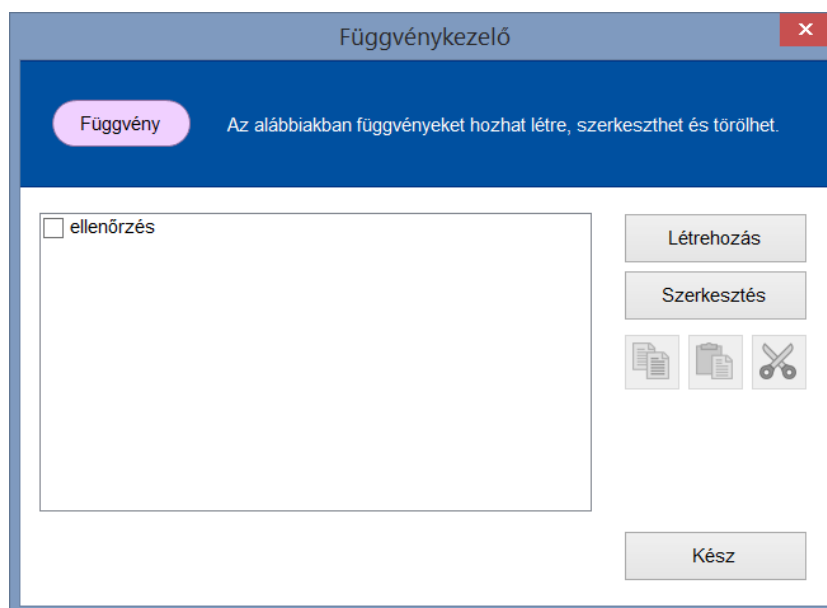 Függvénykezelő
Függvény
Az alábbiakban függvényeket hozhat létre, szerkeszthet és törölhet.
ellenőrzés
Létrehozás
Szerkesztés
Kész